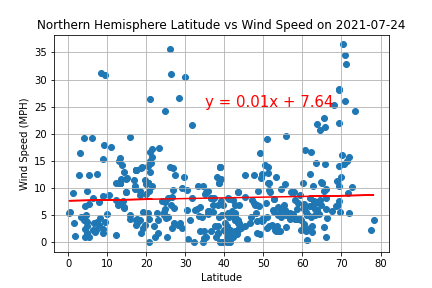 Northern Hemisphere Latitude vs Wind Speed on 2021-07-24
35
30
25
20
15
10
5
0
Wind Speed (MPH)
y = 0.01x + 7.64
0 10 20 30 40 50 60 70 80
Latitude